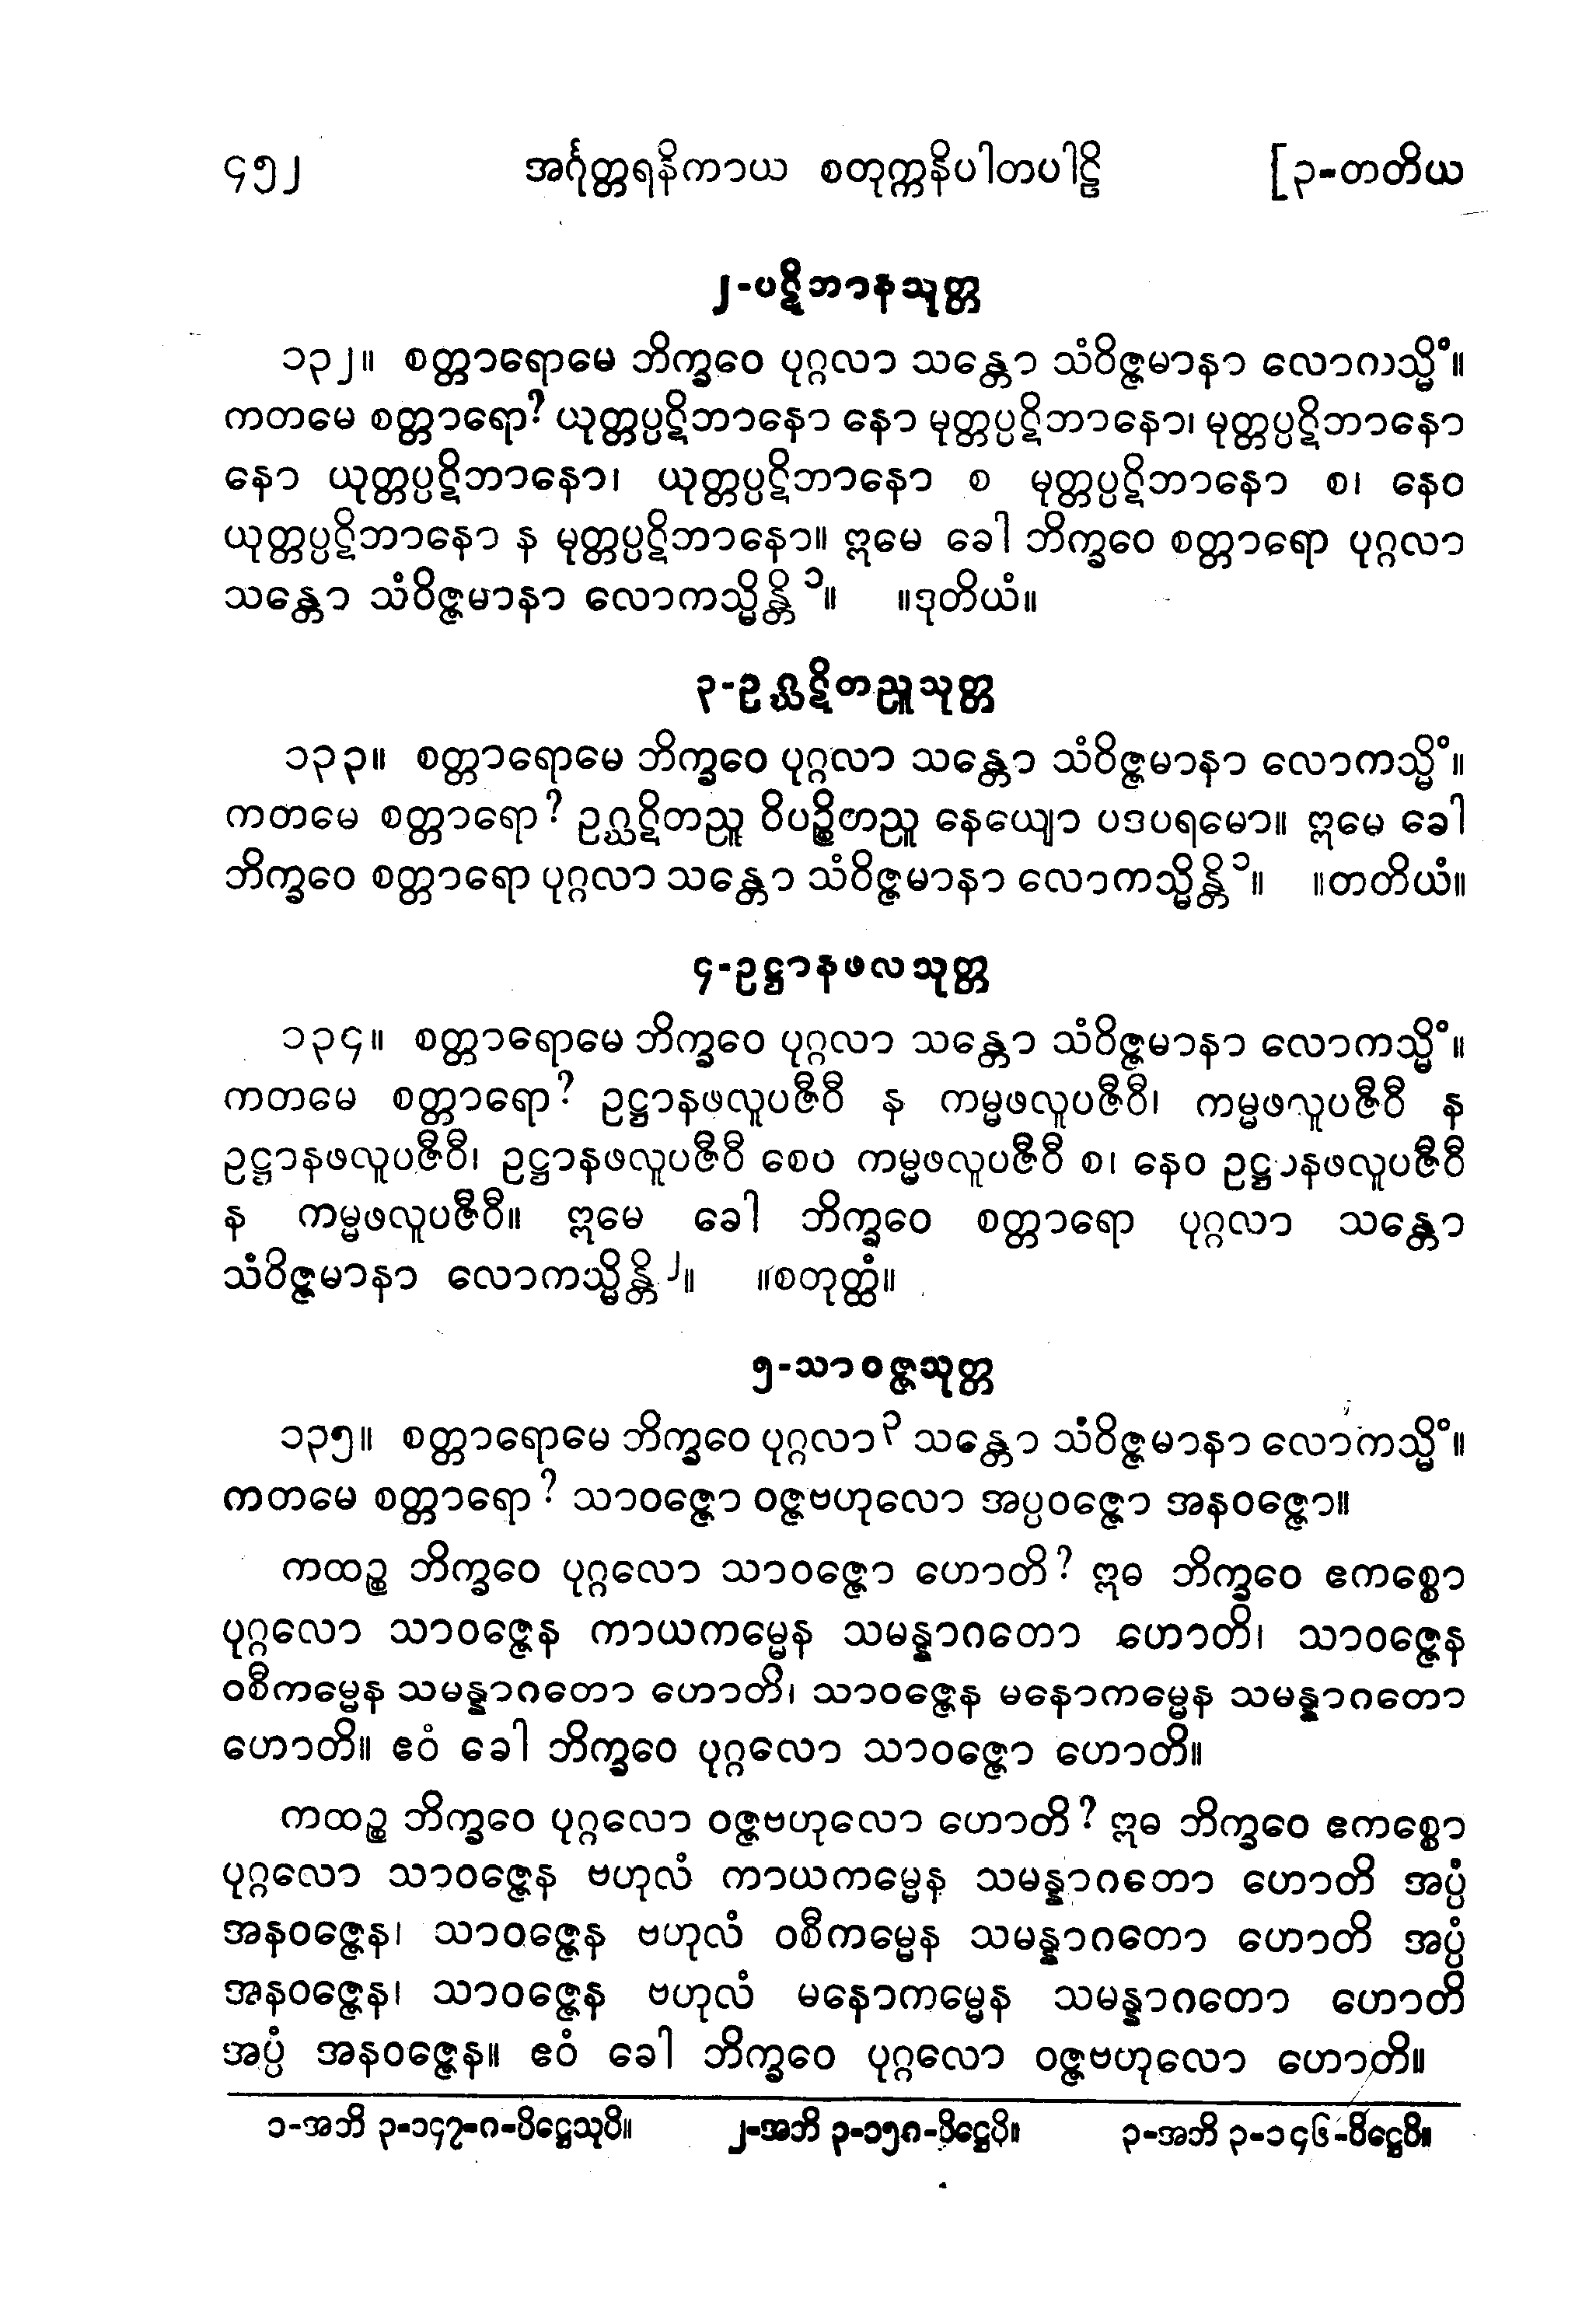 ၄၅၂ အင်္ဂုတ္တရနိကာယ စတုက္ကနိပါတပါဠိ [၃-တတိယ
၂-ပဋိဘာနသုတ္တ
၁၃၂။ စတ္တာရောမေ ဘိက္ခဝေ ပုဂ္ဂလာ သန္တော သံဝိဇ္ဇမာနာ လောကသ္မိံ။
ကတမေ စတ္တာရော? ယုတ္တပ္ပဋိဘာနော နော မုတ္တပ္ပဋိဘာနော၊ မုတ္တပ္ပဋိဘာနော
နော ယုတ္တပ္ပဋိဘာနော၊ ယုတ္တပ္ပဋိဘာနော စ မုတ္တပ္ပဋိဘာနော စ၊ နေဝ
ယုတ္တပ္ပဋိဘာနော န မုတ္တပ္ပဋိဘာနော။ ဣမေ ခေါ ဘိက္ခဝေ စတ္တာရော ပုဂ္ဂလာ
သန္တော သံဝိဇ္ဇမာနာ လောကသ္မိန္တိ ၁။ ။ဒုတိယံ။
၃-ဥဂ္ဃဋိတညူသုတ္တ
၁၃၃။ စတ္တာရောမေ ဘိက္ခဝေ ပုဂ္ဂလာ သန္တော သံဝိဇ္ဇမာနာ လောကသ္မိံ။
ကတမေ စတ္တာရော? ဥဂ္ဃဋိတညူ ဝိပဉ္စိတညူ နေယျော ပဒပရမော။ ဣမေ ခေါ
ဘိက္ခဝေ စတ္တာရော ပုဂ္ဂလာ သန္တော သံဝိဇ္ဇမာနာ လောကသ္မိန္တိ ၁။ ။တတိယံ။
၄-ဥဋ္ဌာနဖလသုတ္တ
၁၃၄။ စတ္တာရောမေ ဘိက္ခဝေ ပုဂ္ဂလာ သန္တော သံဝိဇ္ဇမာနာ လောကသ္မိံ။
ကတမေ စတ္တာရော? ဥဋ္ဌာနဖလူပဇီဝီ န ကမ္မဖလူပဇီဝီ၊ ကမ္မဖလူပဇီဝီ န
ဥဋ္ဌာနဖလူပဇီဝီ၊ ဥဋ္ဌာနဖလူပဇီဝီ စေဝ ကမ္မဖလူပဇီဝီ စ၊ နေဝ ဥဋ္ဌာနဖလူပဇီဝီ
န ကမ္မဖလူပဇီဝီ။ ဣမေ ခေါ ဘိက္ခဝေ စတ္တာရော ပုဂ္ဂလာ သန္တော
သံဝိဇ္ဇမာနာ လောကသ္မိန္တိ ၂။ ။စတုတ္ထံ။
၅-သာဝဇ္ဇသုတ္တ
၁၃၅။ စတ္တာရောမေ ဘိက္ခဝေ ပုဂ္ဂလာ ၃ သန္တော သံဝိဇ္ဇမာနာ လောကသ္မိံ။
ကတမေ စတ္တာရော? သာဝဇ္ဇော ဝဇ္ဇဗဟုလော အပ္ပဝဇ္ဇော အနဝဇ္ဇော။
ကထဉ္စ ဘိက္ခဝေ ပုဂ္ဂလော သာဝဇ္ဇော ဟောတိ? ဣဓ ဘိက္ခဝေ ဧကစ္စော
ပုဂ္ဂလော သာဝဇ္ဇေန ကာယကမ္မေန သမန္နာဂတော ဟောတိ၊ သာဝဇ္ဇေန
ဝစီကမ္မေန သမန္နာဂတော ဟောတိ၊ သာဝဇ္ဇေန မနောကမ္မေန သမန္နာဂတော
ဟောတိ။ ဧဝံ ခေါ ဘိက္ခဝေ ပုဂ္ဂလော သာဝဇ္ဇော ဟောတိ။
ကထဉ္စ ဘိက္ခဝေ ပုဂ္ဂလော ဝဇ္ဇဗဟုလော ဟောတိ? ဣဓ ဘိက္ခဝေ ဧကစ္စော
ပုဂ္ဂလော သာဝဇ္ဇေန ဗဟုလံ ကာယကမ္မေန သမန္နာဂတော ဟောတိ အပ္ပံ
အနဝဇ္ဇေန၊ သာဝဇ္ဇေန ဗဟုလံ ဝစီကမ္မေန သမန္နာဂတော ဟောတိ အပ္ပံ
အနဝဇ္ဇေန၊ သာဝဇ္ဇေန ဗဟုလံ မနောကမ္မေန သမန္နာဂတော ဟောတိ
အပ္ပံ အနဝဇ္ဇေန။ ဧဝံ ခေါ ဘိက္ခဝေ ပုဂ္ဂလော ဝဇ္ဇဗဟုလော ဟောတိ။
၁-အဘိ ၃-၁၄၇-ဂ-ပိဋ္ဌေသုပိ။ ၂-အဘိ ၃-၁၅၈-ပိဋ္ဌေပိ။ ၃-အဘိ ၃-၁၄၆-ပိဋ္ဌေပိ။